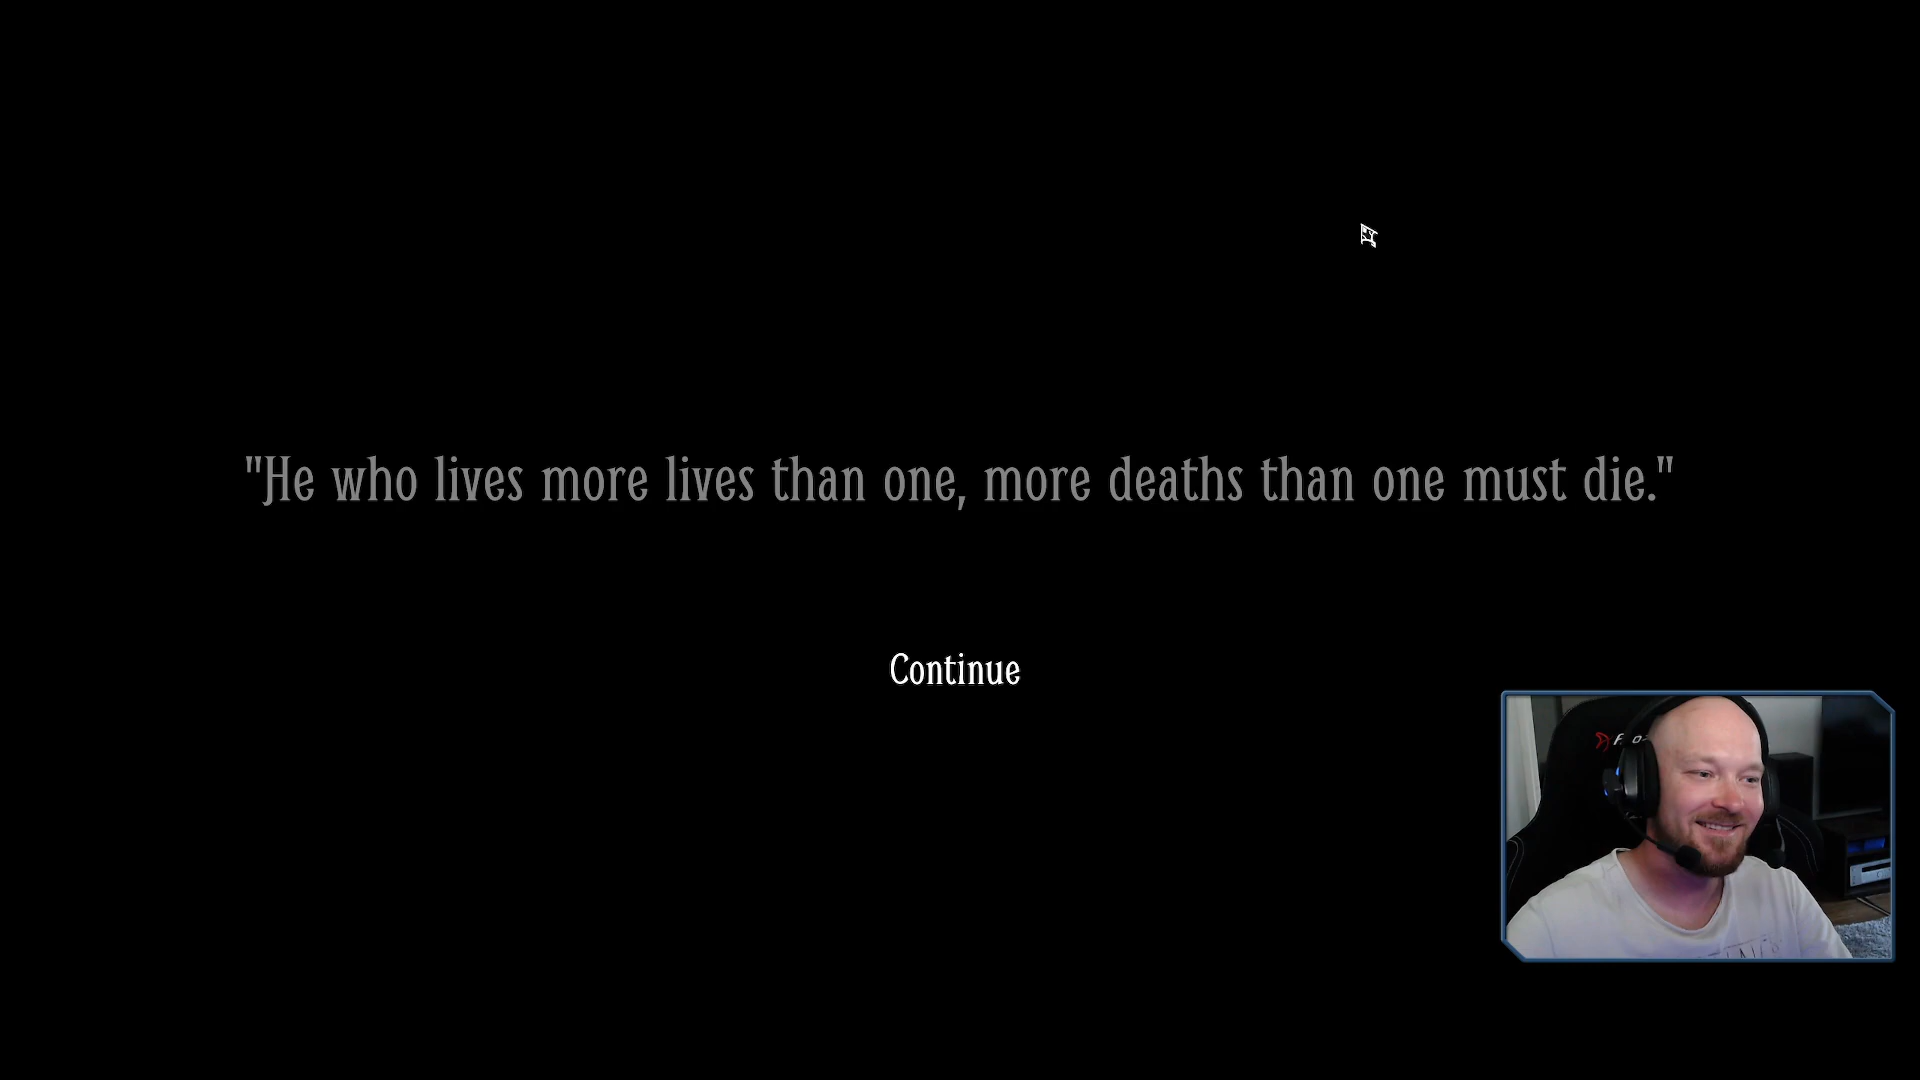 "He who lives more lives than one, more deaths than one must die."
Continue